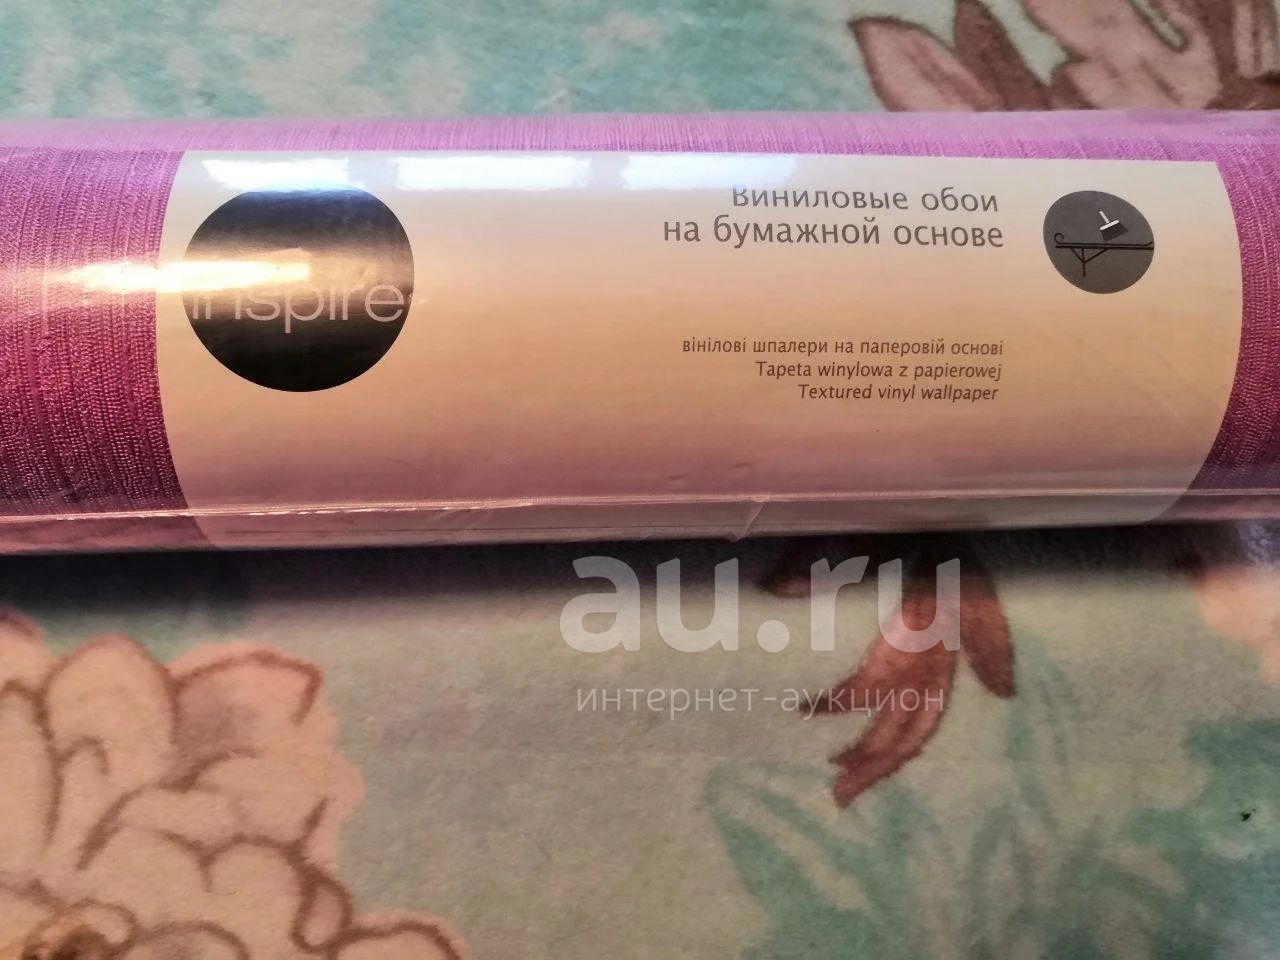 inspire
Виниловые обои
на бумажной основе
вінілові шпалери на паперовій основі
Tapeta winylowa z papierowej
Textured vinyl wallpaper
au.ru
интернет-аукцион